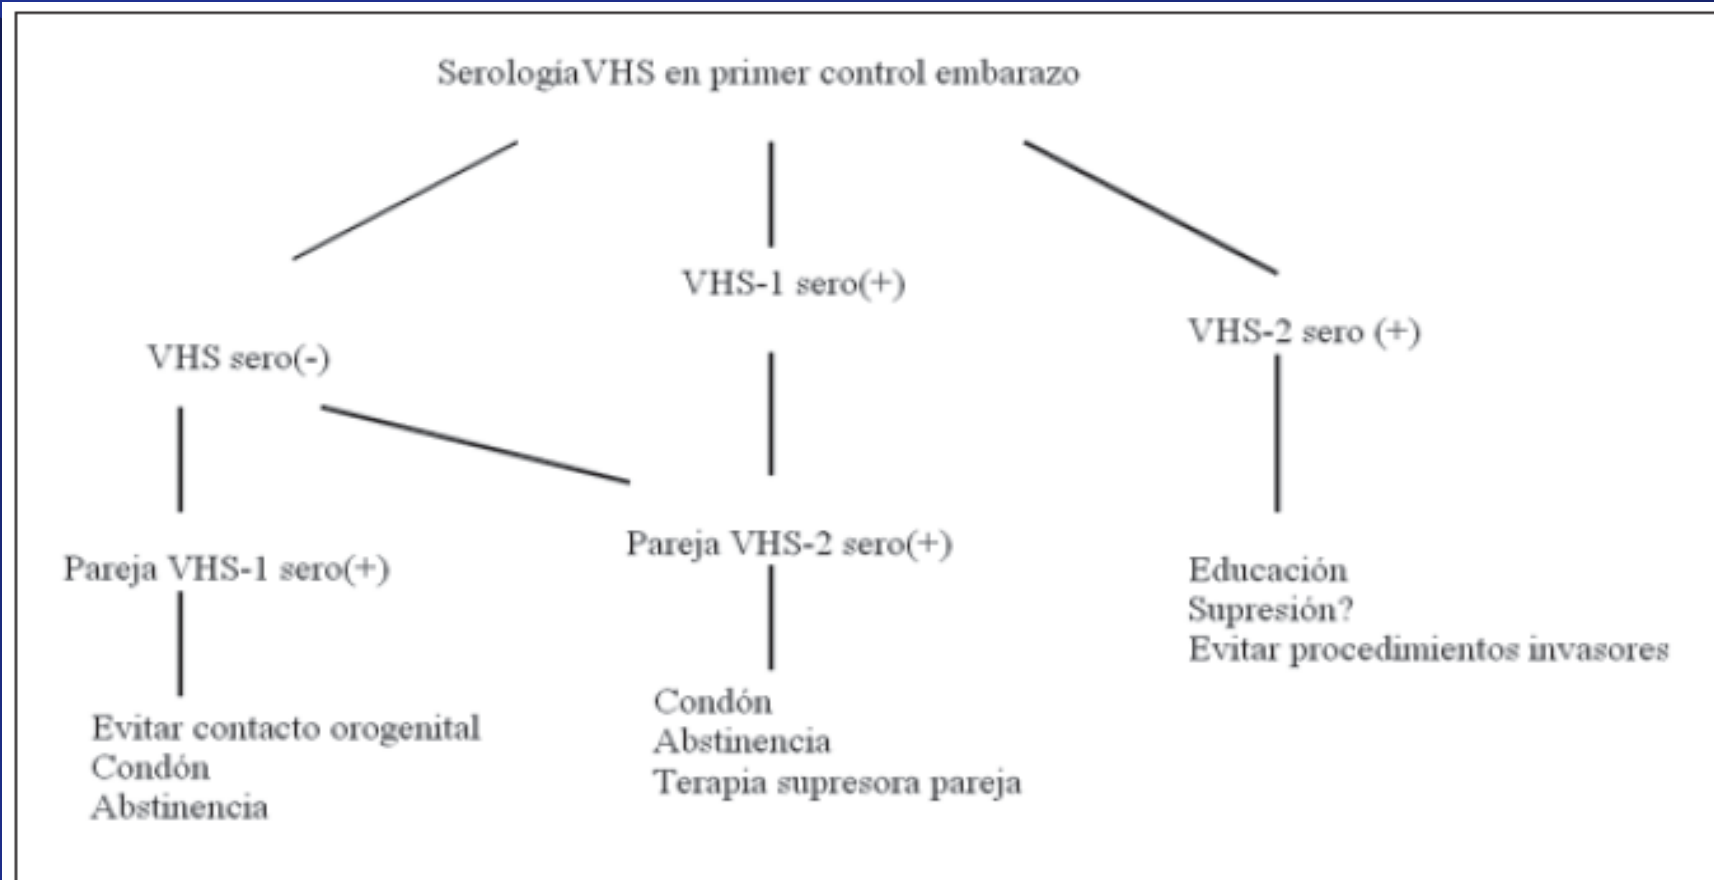 SerologíaVHS en primer control embarazo
VHS-1 sero(+)
VHS-2 sero (+)
VHS sero(-)
Pareja VHS-2 sero(+)
Pareja VHS-1 sero(+)
Educación
Supresión?
Evitar procedimientos invasores
Condón
Abstinencia
Terapia supresora pareja
Evitar contacto orogenital
Condón
Abstinencia